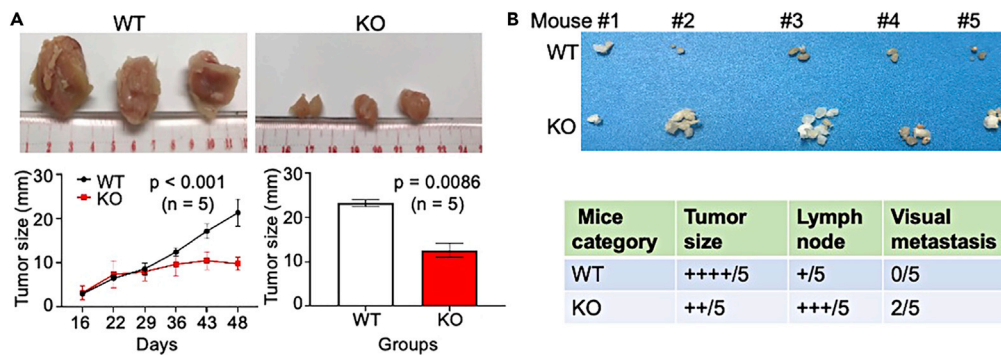 A
WT
KO
Tumor size (mm)
30
20
10
0
WT
KO
p < 0.001
(n = 5)
16 22 29 36 43 48
Days
Tumor size (mm)
30
20
10
0
p = 0.0086
(n = 5)
WT KO
Groups
B
Mouse #1 #2 #3 #4 #5
WT
KO
Mice category Tumor size Lymph node Visual metastasis
WT ++++/5 +/5 0/5
KO ++/5 +++/5 2/5